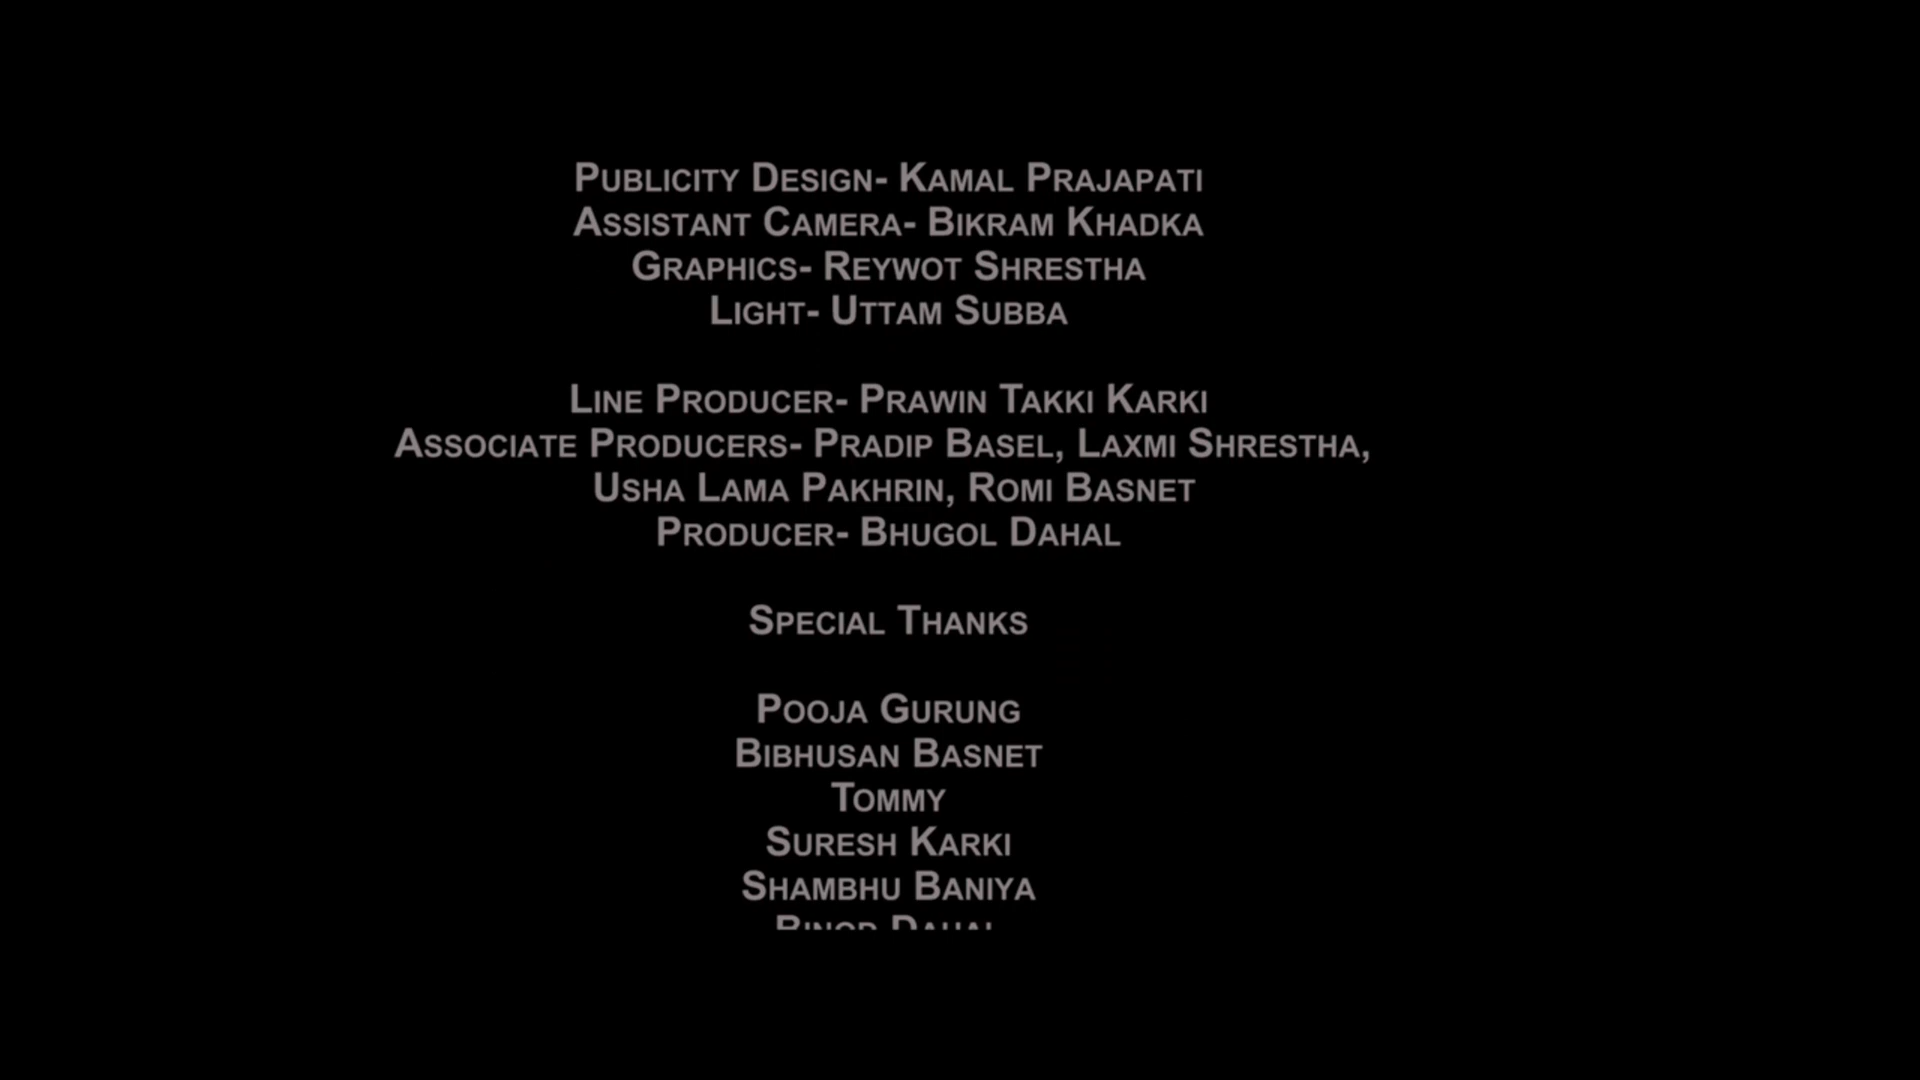 Publicity Design- Kamal Prajapati
Assistant Camera- Bikram Khadka
Graphics- Reywot Shrestha
Light- Uttam Subba
Line Producer- Prawin Takki Karki
Associate Producers- Pradip Basel, Laxmi Shrestha,
Usha Lama Pakhrin, Romi Basnet
Producer- Bhugol Dahal
Special Thanks
Pooja Gurung
Bibhusan Basnet
Tommy
Suresh Karki
Shambhu Baniya
Dahal